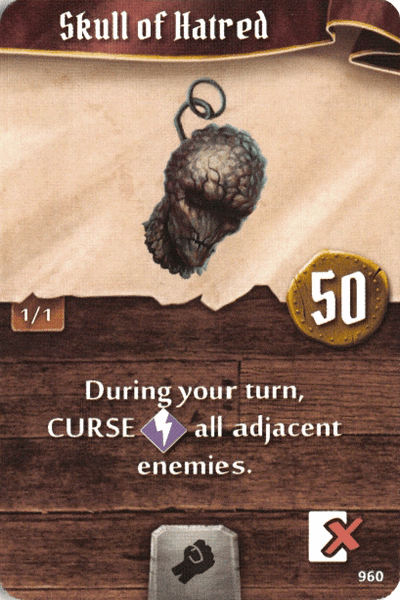 Skull of Hatred
1/1
50
During your turn,
CURSE all adjacent
enemies.
960